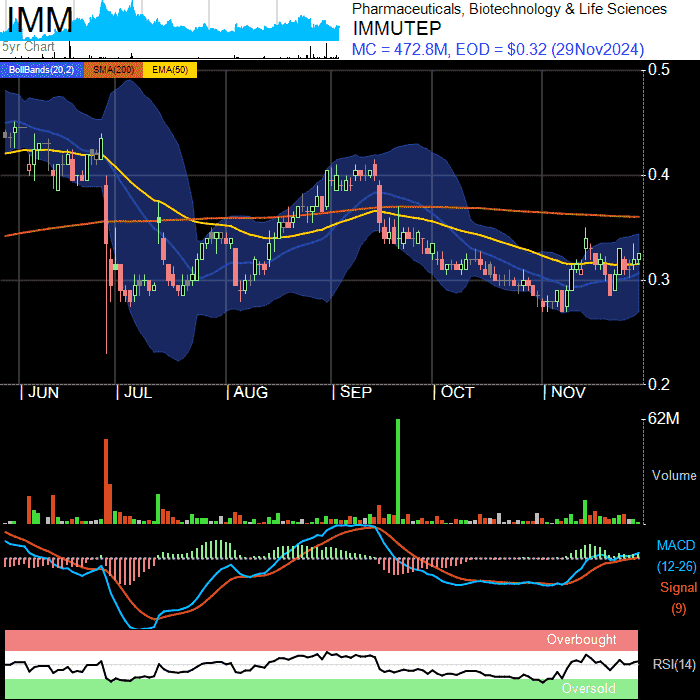 IMM
5yr Chart
Pharmaceuticals, Biotechnology & Life Sciences
IMMUTEP
MC = 472.8M, EOD = $0.32 (29Nov2024)
BollBands(20,2) SMA(200) EMA(50)
0.5
0.4
0.3
0.2
JUN JUL AUG SEP OCT NOV
62M
Volume
MACD
(12-26)
Signal
(9)
Overbought
RSI(14)
Oversold